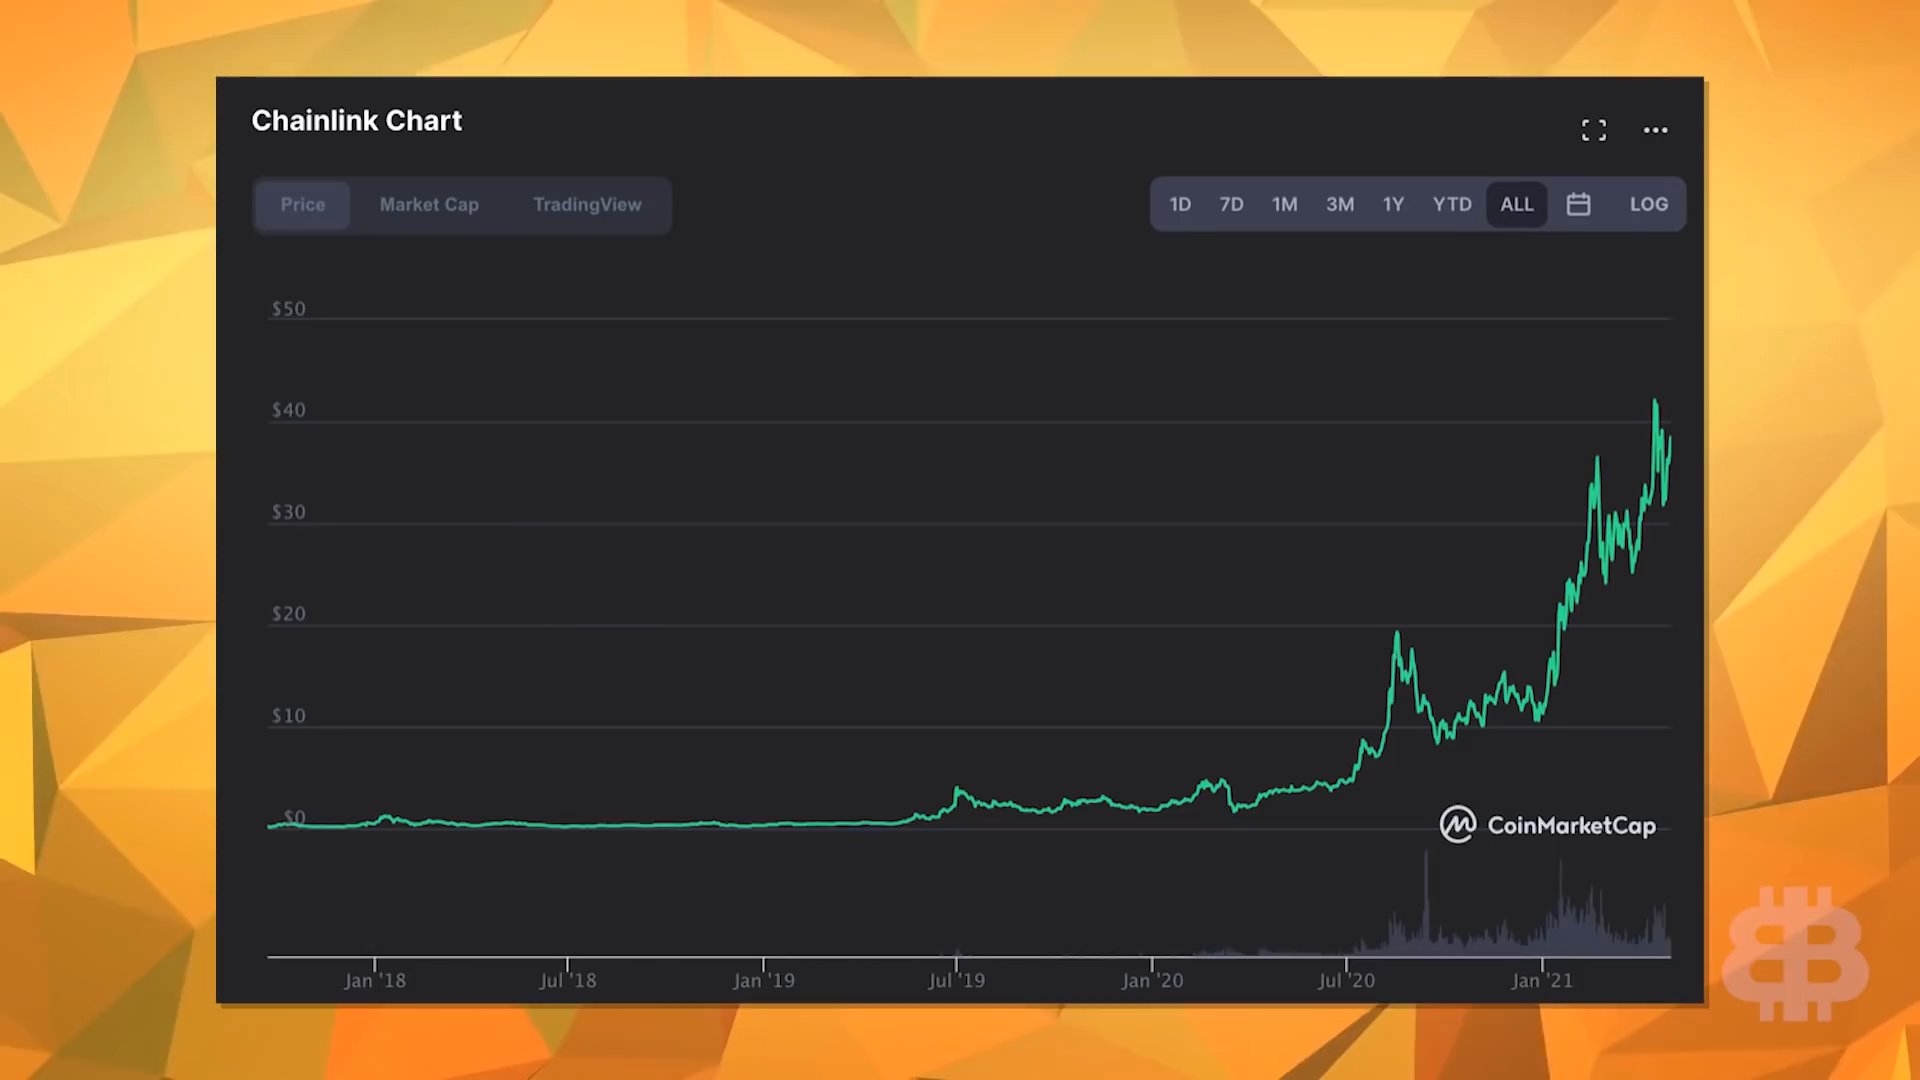 Chainlink Chart
Price Market Cap TradingView
1D 7D 1M 3M 1Y YTD ALL LOG
$50
$40
$30
$20
$10
$0
CoinMarketCap
Jan '18 Jul '18 Jan '19 Jul '19 Jan '20 Jul '20 Jan '21